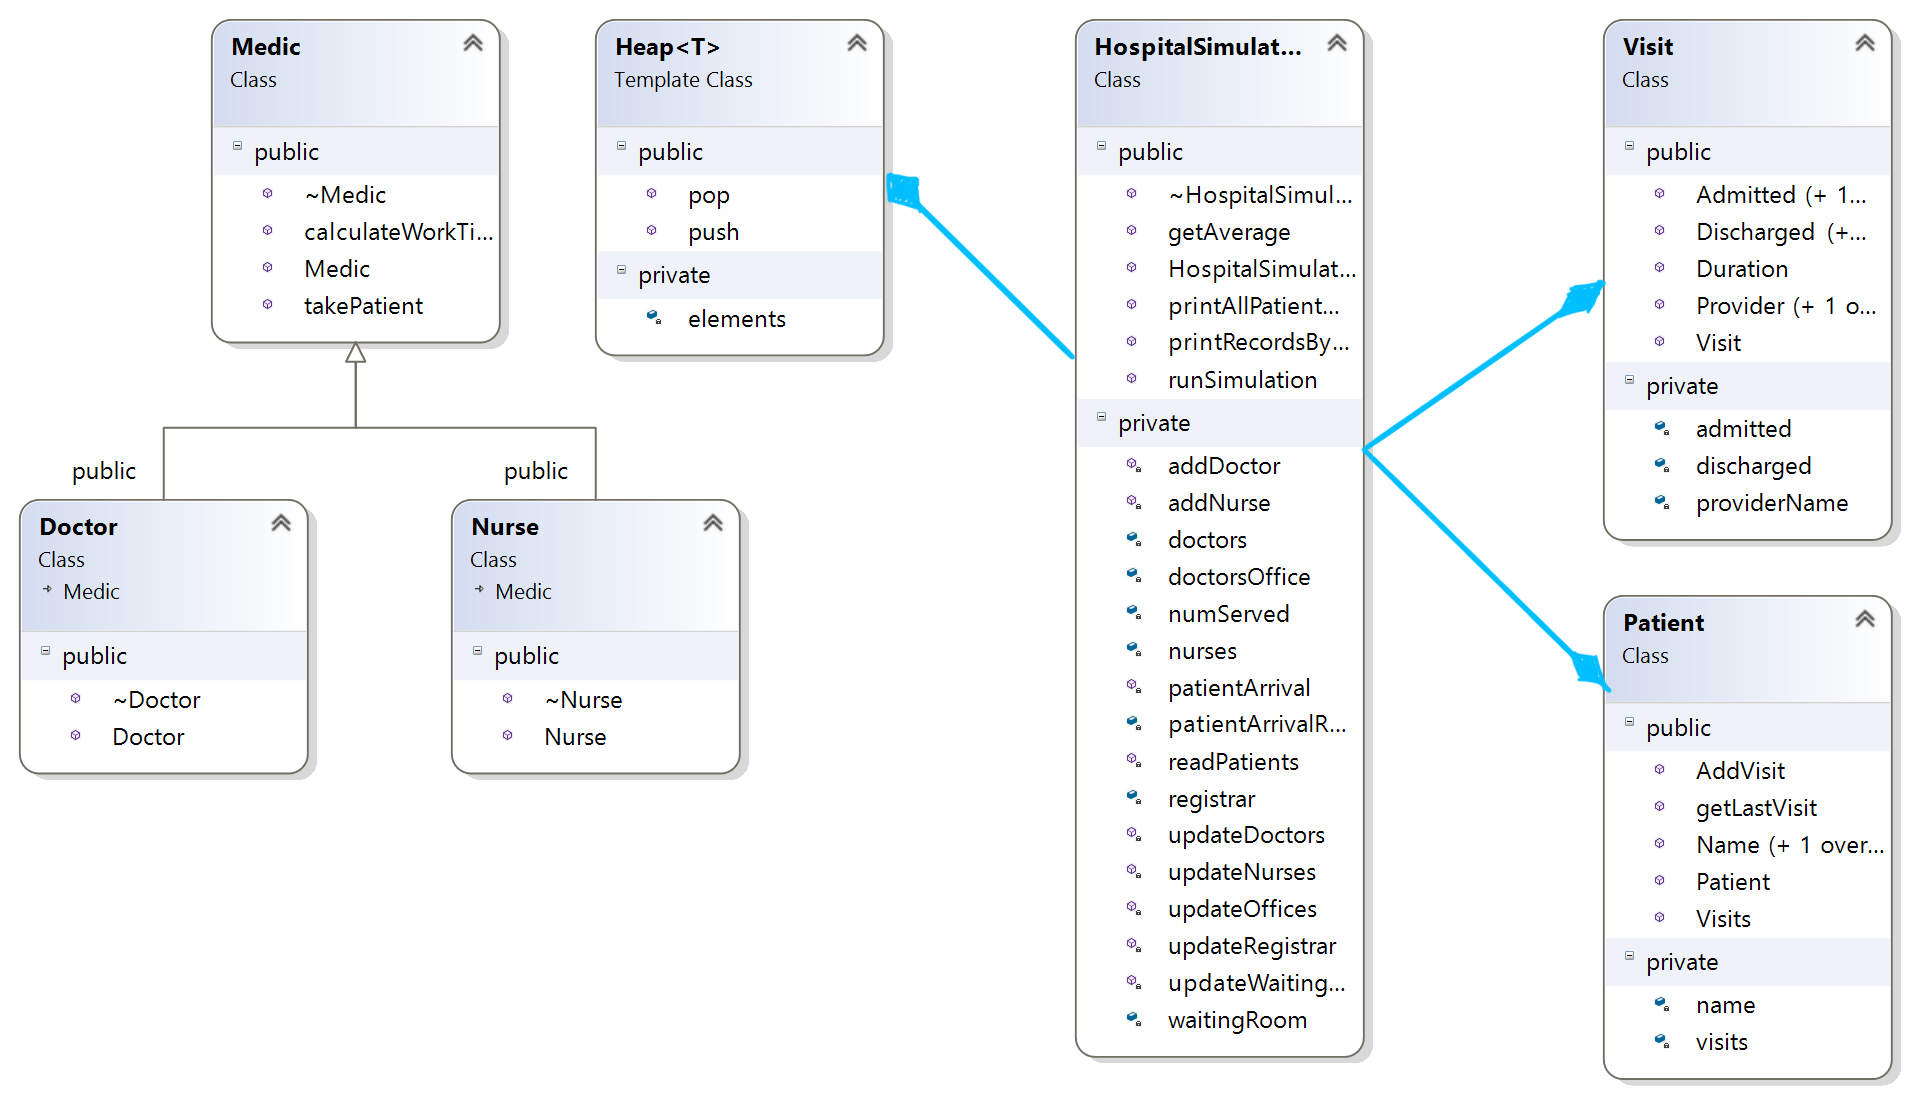 Medic
Class
public
~Medic
calculateWorkTi...
Medic
takePatient
Heap<T>
Template Class
public
pop
push
private
elements
public
public
Doctor
Class
Medic
public
~Doctor
Doctor
Nurse
Class
Medic
public
~Nurse
Nurse
HospitalSimulat...
Class
public
~HospitalSimul...
getAverage
HospitalSimulat...
printAllPatient...
printRecordsBy...
runSimulation
private
addDoctor
addNurse
doctors
doctorsOffice
numServed
nurses
patientArrival
patientArrivalR...
readPatients
registrar
updateDoctors
updateNurses
updateOffices
updateRegistrar
updateWaiting...
waitingRoom
Visit
Class
public
Admitted (+ 1...
Discharged (+...
Duration
Provider (+ 1 o...
Visit
private
admitted
discharged
providerName
Patient
Class
public
AddVisit
getLastVisit
Name (+ 1 over...
Patient
Visits
private
name
visits